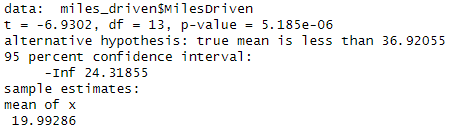 data:  miles_driven$MilesDriven
t = -6.9302, df = 13, p-value = 5.185e-06
alternative hypothesis: true mean is less than 36.92055
95 percent confidence interval:
     -Inf 24.31855
sample estimates:
mean of x
 19.99286